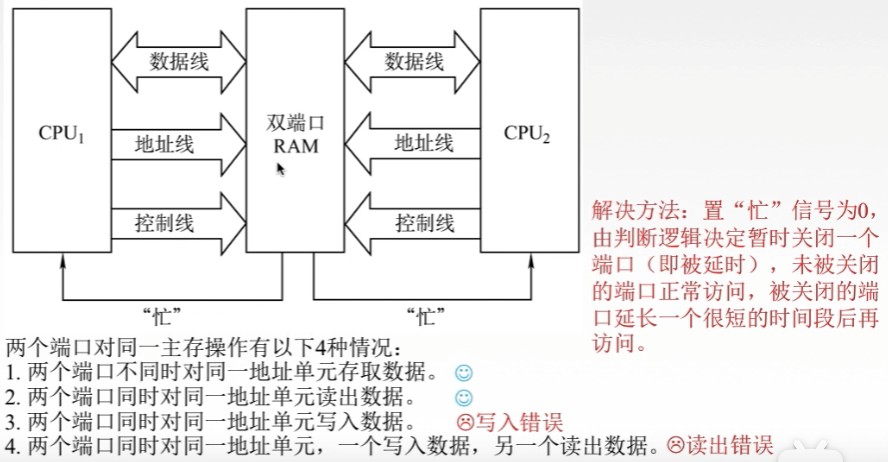 数据线
数据线
CPU1
双端口
RAM
CPU2
地址线
地址线
控制线
控制线
“忙”
“忙”
解决方法：置“忙”信号为0，
由判断逻辑决定暂时关闭一个
端口（即被延时），未被关闭
的端口正常访问，被关闭的端
口延长一个很短的时间段后再
访问。
两个端口对同一主存操作有以下4种情况：
1. 两个端口不同时对同一地址单元存取数据。
2. 两个端口同时对同一地址单元读出数据。
3. 两个端口同时对同一地址单元写入数据。 写入错误
4. 两个端口同时对同一地址单元，一个写入数据，另一个读出数据。读出错误